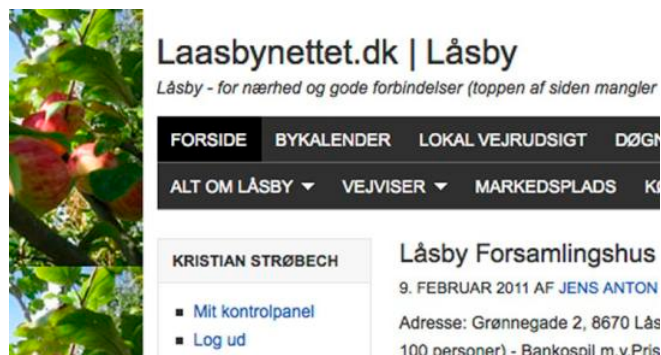 Laasbynettet.dk | Låsby
Låsby - for nærhed og gode forbindelser (toppen af siden mangler
FORSIDE BYKALENDER LOKAL VEJRUDSIGT
ALT OM LÅSBY VEJVISER MARKEDSPLADS
KRISTIAN STRØBECH
Mit kontrolpanel
Log ud
Låsby Forsamlingshus
9. FEBRUAR 2011 AF JENS ANTON
Adresse: Grønnegade 2, 8670 Lås
100 personer) - Bankospil m.v.Pris